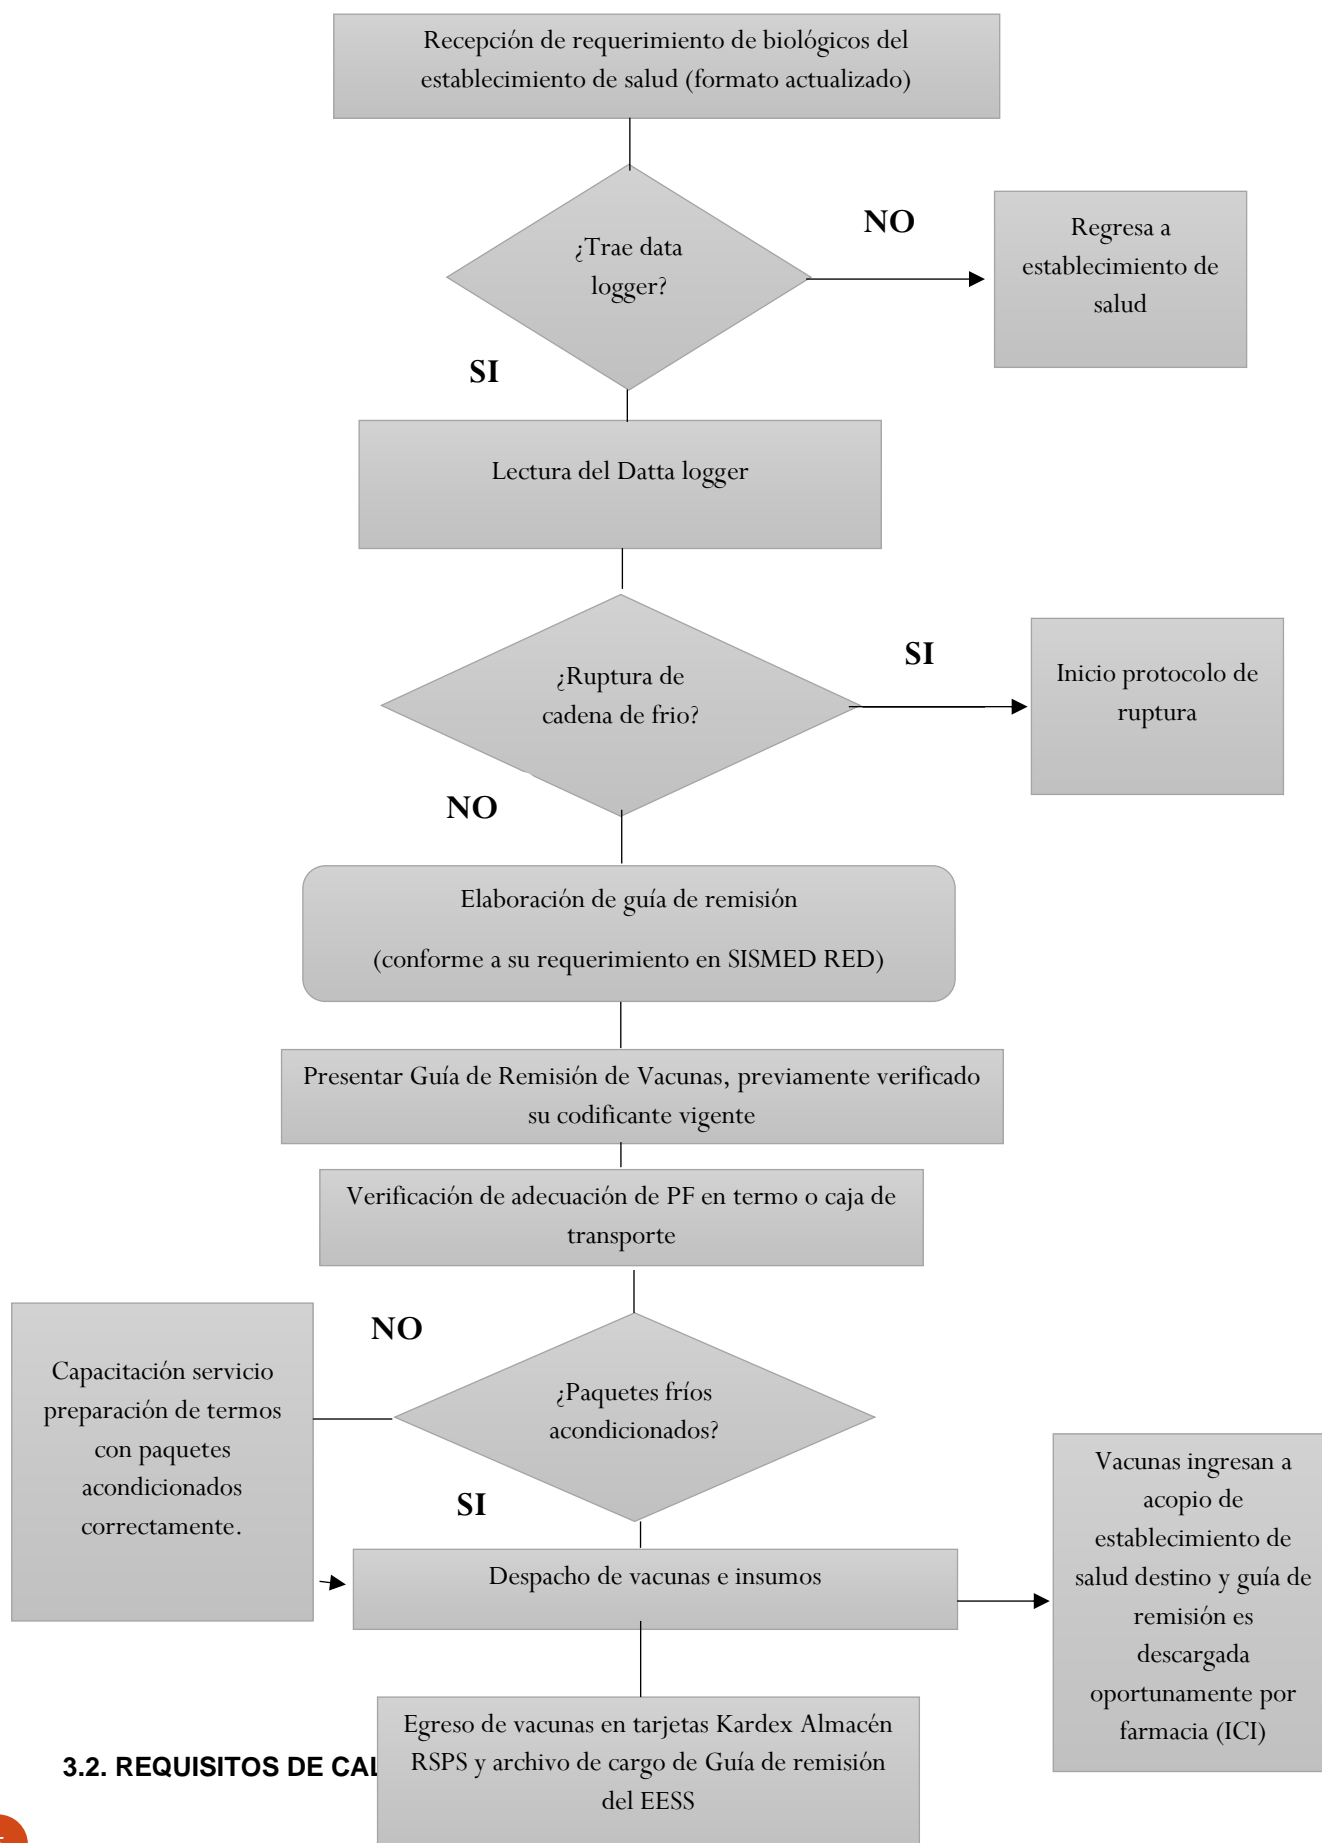 Recepción de requerimiento de biológicos del
establecimiento de salud (formato actualizado)
¿Trae data
logger?
NO
Regresa a
establecimiento de
salud
SI
Lectura del Datta logger
¿Ruptura de
cadena de frio?
SI
Inicio protocolo de
ruptura
NO
Elaboración de guía de remisión
(conforme a su requerimiento en SISMED RED)
Presentar Guía de Remisión de Vacunas, previamente verificado
su codificante vigente
Verificación de adecuación de PF en termo o caja de
transporte
NO
¿Paquetes fríos
acondicionados?
Capacitación servicio
preparación de termos
con paquetes
acondicionados
correctamente.
SI
Despacho de vacunas e insumos
Vacunas ingresan a
acopio de
establecimiento de
salud destino y guía de
remisión es
descargada
oportunamente por
farmacia (ICI)
Egreso de vacunas en tarjetas Kardex Almacén
RSPS y archivo de cargo de Guía de remisión
del EESS
3.2. REQUISITOS DE